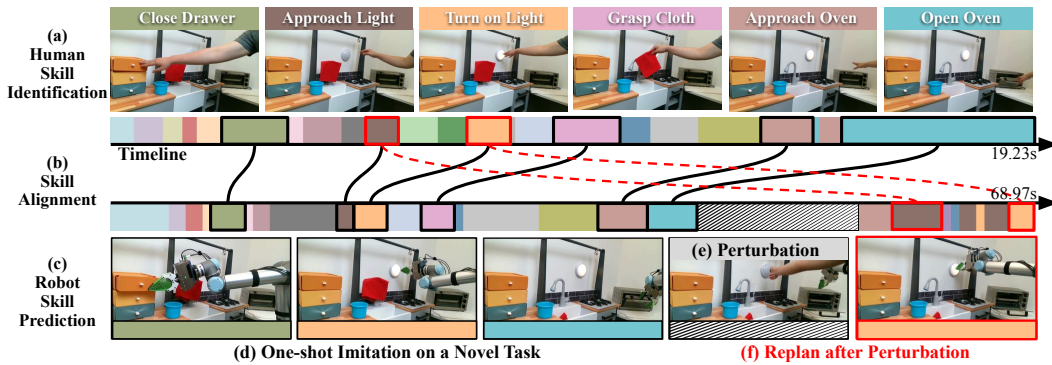 (a)
Human
Skill
Identification
Close Drawer
Approach Light
Turn on Light
Grasp Cloth
Approach Oven
Open Oven
Timeline
19.23s
(b)
Skill
Alignment
68.97s
(c)
Robot
Skill
Prediction
(e) Perturbation
(d) One-shot Imitation on a Novel Task
(f) Replan after Perturbation